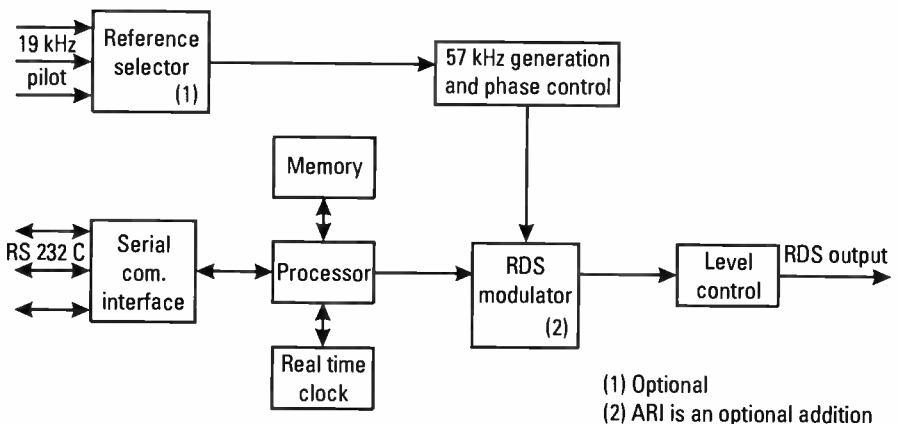 19 kHz
pilot
Reference
selector
(1)
57 kHz generation
and phase control
Memory
RS 232 C
Serial
com.
interface
Processor
RDS
modulator
(2)
Level
control
RDS output
Real time
clock
(1) Optional
(2) ARI is an optional addition